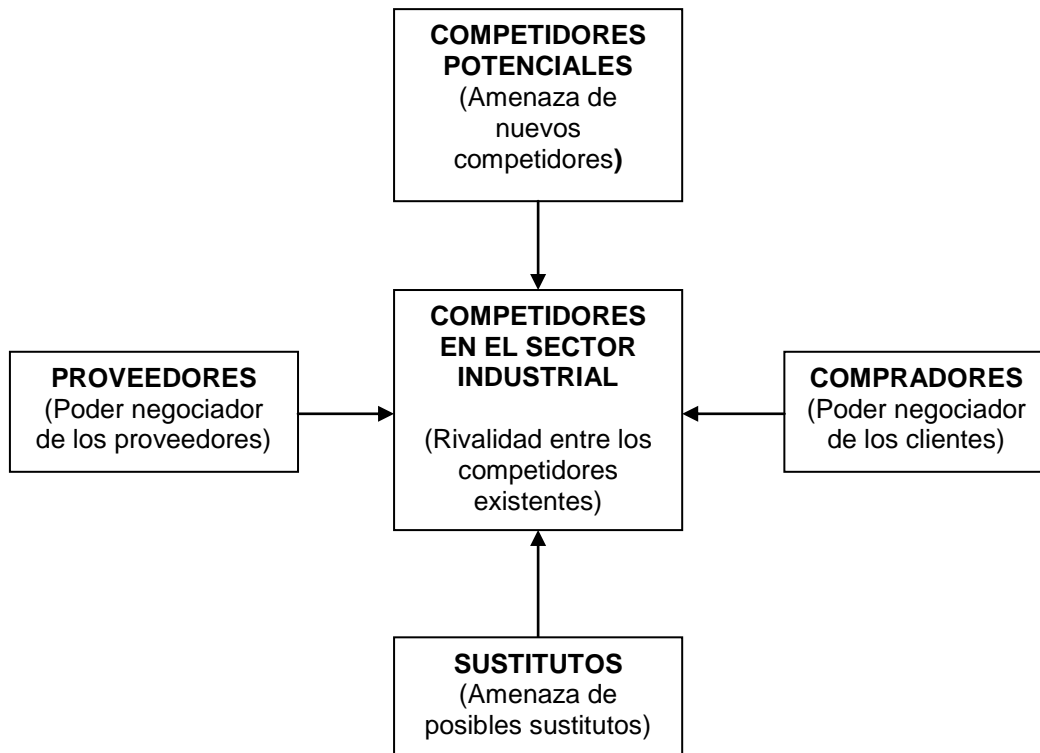 COMPETIDORES
POTENCIALES
(Amenaza de
nuevos
competidores)
COMPETIDORES
EN EL SECTOR
INDUSTRIAL
(Rivalidad entre los
competidores
existentes)
PROVEEDORES
(Poder negociador
de los proveedores)
COMPRADORES
(Poder negociador
de los clientes)
SUSTITUTOS
(Amenaza de
posibles sustitutos)